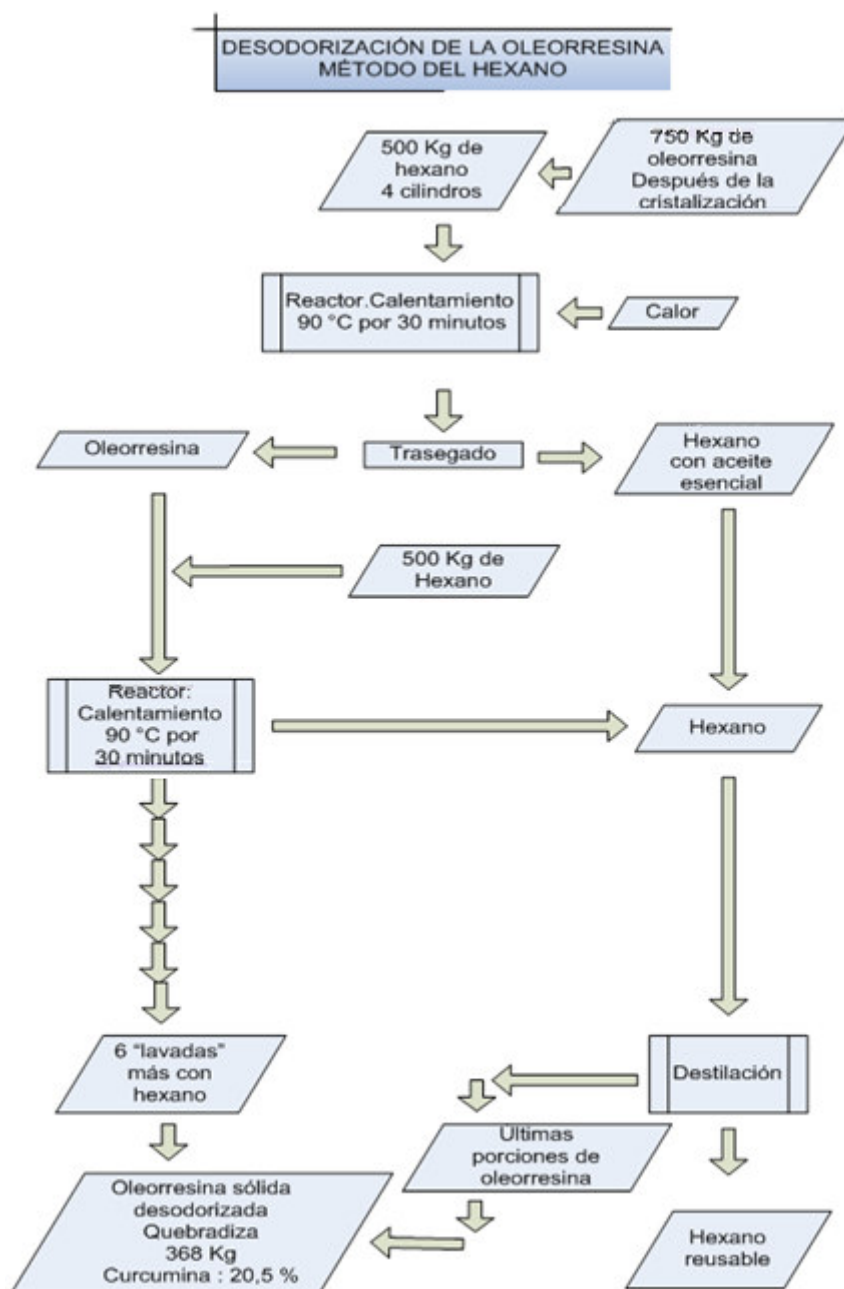 DESODORIZACIÓN DE LA OLEORRESINA
MÉTODO DEL HEXANO
500 Kg de
hexano
4 cilindros
750 Kg de
oleorresina
Después de la
cristalización
Reactor.Calentamiento
90 °C por 30 minutos
Calor
Oleorresina
Trasegado
Hexano
con aceite
esencial
500 Kg de
Hexano
Reactor:
Calentamiento
90 °C por
30 minutos
Hexano
6 "lavadas"
más con
hexano
Destilación
Últimas
porciones de
oleorresina
Oleorresina sólida
desodorizada
Quebradiza
368 Kg
Curcumina : 20,5 %
Hexano
reusable